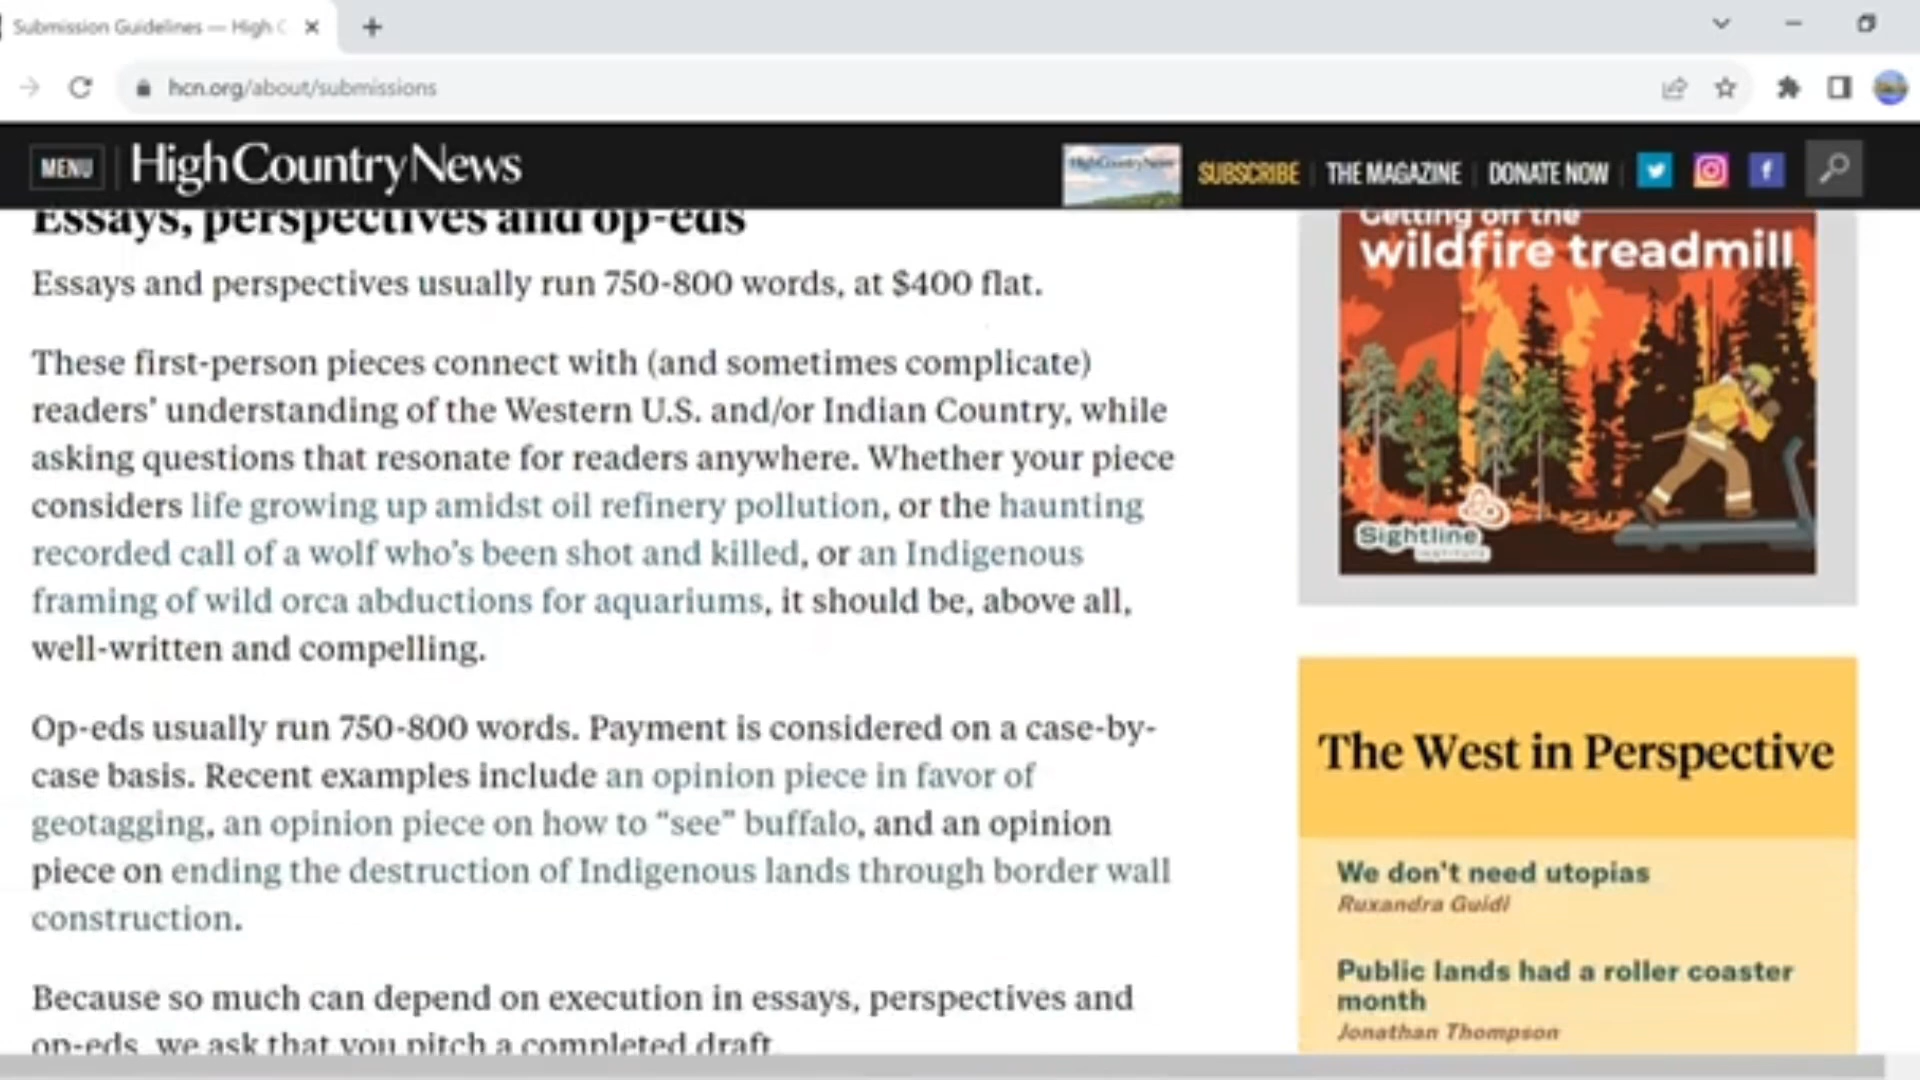 Submission Guidelines — High C
hcn.org/about/submissions
MENU
High Country News
SUBSCRIBE
THE MAGAZINE
DONATE NOW
Essays, perspectives and op-eds
Essays and perspectives usually run 750-800 words, at $400 flat.
These first-person pieces connect with (and sometimes complicate)
readers’ understanding of the Western U.S. and/or Indian Country, while
asking questions that resonate for readers anywhere. Whether your piece
considers life growing up amidst oil refinery pollution, or the haunting
recorded call of a wolf who’s been shot and killed, or an Indigenous
framing of wild orca abductions for aquariums, it should be, above all,
well-written and compelling.
Op-eds usually run 750-800 words. Payment is considered on a case-by-
case basis. Recent examples include an opinion piece in favor of
geotagging, an opinion piece on how to “see” buffalo, and an opinion
piece on ending the destruction of Indigenous lands through border wall
construction.
Because so much can depend on execution in essays, perspectives and
op-eds, we ask that you pitch a completed draft
Getting off the
wildfire treadmill
Sightline
INSTITUTE
The West in Perspective
We don’t need utopias
Ruxandra Guidi
Public lands had a roller coaster
month
Jonathan Thompson